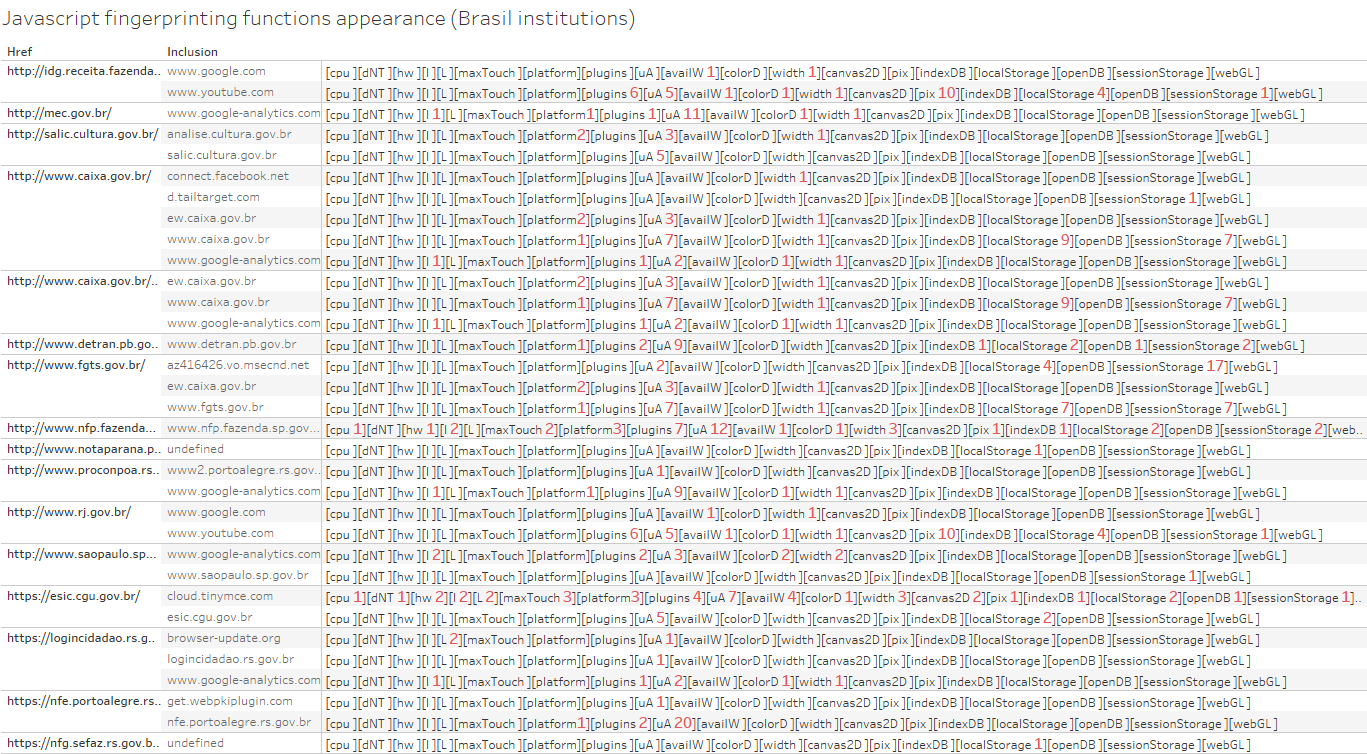 Javascript fingerprinting functions appearance (Brasil institutions)
Href Inclusion
http://idg.receita.fazenda.. www.google.com [cpu ][dNT ][hw ][l ][L ][maxTouch ][platform][plugins ][uA ][availW 1][colorD ][width 1][canvas2D ][pix ][indexDB ][localStorage ][openDB ][sessionStorage ][webGL ]
www.youtube.com [cpu ][dNT ][hw ][l ][L ][maxTouch ][platform][plugins 6][uA 5][availW 1][colorD 1][width 1][canvas2D ][pix 10][indexDB ][localStorage 4][openDB ][sessionStorage 1][webGL ]
http://mec.gov.br/ www.google-analytics.com [cpu ][dNT ][hw ][l 1][L ][maxTouch ][platform1][plugins 1][uA 11][availW ][colorD 1][width 1][canvas2D ][pix ][indexDB ][localStorage ][openDB ][sessionStorage ][webGL ]
http://salic.cultura.gov.br/ analise.cultura.gov.br [cpu ][dNT ][hw ][l ][L ][maxTouch ][platform2][plugins ][uA 3][availW ][colorD ][width 1][canvas2D ][pix ][indexDB ][localStorage ][openDB ][sessionStorage ][webGL ]
salic.cultura.gov.br [cpu ][dNT ][hw ][l ][L ][maxTouch ][platform][plugins ][uA 5][availW ][colorD ][width ][canvas2D ][pix ][indexDB ][localStorage ][openDB ][sessionStorage ][webGL ]
http://www.caixa.gov.br/ connect.facebook.net [cpu ][dNT ][hw ][l ][L ][maxTouch ][platform][plugins ][uA ][availW ][colorD ][width 1][canvas2D ][pix ][indexDB ][localStorage ][openDB ][sessionStorage ][webGL ]
d.tailtarget.com [cpu ][dNT ][hw ][l ][L ][maxTouch ][platform][plugins ][uA ][availW ][colorD ][width ][canvas2D ][pix ][indexDB ][localStorage ][openDB ][sessionStorage 1][webGL ]
ew.caixa.gov.br [cpu ][dNT ][hw ][l ][L ][maxTouch ][platform2][plugins ][uA 3][availW ][colorD ][width 1][canvas2D ][pix ][indexDB ][localStorage ][openDB ][sessionStorage ][webGL ]
www.caixa.gov.br [cpu ][dNT ][hw ][l ][L ][maxTouch ][platform1][plugins ][uA 7][availW ][colorD ][width 1][canvas2D ][pix ][indexDB ][localStorage 9][openDB ][sessionStorage 7][webGL ]
www.google-analytics.com [cpu ][dNT ][hw ][l 1][L ][maxTouch ][platform][plugins 1][uA 2][availW ][colorD 1][width 1][canvas2D ][pix ][indexDB ][localStorage ][openDB ][sessionStorage ][webGL ]
http://www.caixa.gov.br/.. ew.caixa.gov.br [cpu ][dNT ][hw ][l ][L ][maxTouch ][platform2][plugins ][uA 3][availW ][colorD ][width 1][canvas2D ][pix ][indexDB ][localStorage ][openDB ][sessionStorage ][webGL ]
www.caixa.gov.br [cpu ][dNT ][hw ][l ][L ][maxTouch ][platform1][plugins ][uA 7][availW ][colorD ][width 1][canvas2D ][pix ][indexDB ][localStorage 9][openDB ][sessionStorage 7][webGL ]
www.google-analytics.com [cpu ][dNT ][hw ][l 1][L ][maxTouch ][platform][plugins 1][uA 2][availW ][colorD 1][width 1][canvas2D ][pix ][indexDB ][localStorage ][openDB ][sessionStorage ][webGL ]
http://www.detran.pb.go.. www.detran.pb.gov.br [cpu ][dNT ][hw ][l ][L ][maxTouch ][platform1][plugins 2][uA 9][availW ][colorD ][width ][canvas2D ][pix ][indexDB 1][localStorage 2][openDB 1][sessionStorage 2][webGL ]
http://www.fgts.gov.br/ az416426.vo.msecnd.net [cpu ][dNT ][hw ][l ][L ][maxTouch ][platform][plugins ][uA 2][availW ][colorD ][width ][canvas2D ][pix ][indexDB ][localStorage 4][openDB ][sessionStorage 17][webGL ]
ew.caixa.gov.br [cpu ][dNT ][hw ][l ][L ][maxTouch ][platform2][plugins ][uA 3][availW ][colorD ][width 1][canvas2D ][pix ][indexDB ][localStorage ][openDB ][sessionStorage ][webGL ]
www.fgts.gov.br [cpu ][dNT ][hw ][l ][L ][maxTouch ][platform1][plugins ][uA 7][availW ][colorD ][width 1][canvas2D ][pix ][indexDB ][localStorage 7][openDB ][sessionStorage 7][webGL ]
http://www.nfp.fazenda... www.nfp.fazenda.sp.gov... [cpu 1][dNT ][hw 1][l 2][L ][maxTouch 2][platform3][plugins 7][uA 12][availW 1][colorD 1][width 3][canvas2D ][pix 1][indexDB 1][localStorage 2][openDB ][sessionStorage 2][web..
http://www.notaparana.p.. undefined [cpu ][dNT ][hw ][l ][L ][maxTouch ][platform][plugins ][uA ][availW ][colorD ][width ][canvas2D ][pix ][indexDB ][localStorage 1][openDB ][sessionStorage ][webGL ]
http://www.proconpoa.rs.. www2.portoalegre.rs.gov.. [cpu ][dNT ][hw ][l ][L ][maxTouch ][platform][plugins ][uA 1][availW ][colorD ][width ][canvas2D ][pix ][indexDB ][localStorage ][openDB ][sessionStorage ][webGL ]
www.google-analytics.com [cpu ][dNT ][hw ][l 1][L ][maxTouch ][platform1][plugins ][uA 9][availW ][colorD 1][width 1][canvas2D ][pix ][indexDB ][localStorage ][openDB ][sessionStorage ][webGL ]
http://www.rj.gov.br/ www.google.com [cpu ][dNT ][hw ][l ][L ][maxTouch ][platform][plugins ][uA ][availW 1][colorD ][width 1][canvas2D ][pix ][indexDB ][localStorage ][openDB ][sessionStorage ][webGL ]
www.youtube.com [cpu ][dNT ][hw ][l ][L ][maxTouch ][platform][plugins 6][uA 5][availW 1][colorD 1][width 1][canvas2D ][pix 10][indexDB ][localStorage 4][openDB ][sessionStorage 1][webGL ]
http://www.saopaulo.sp... www.google-analytics.com [cpu ][dNT ][hw ][l 2][L ][maxTouch ][platform][plugins 2][uA 3][availW ][colorD 2][width 2][canvas2D ][pix ][indexDB ][localStorage ][openDB ][sessionStorage ][webGL ]
www.saopaulo.sp.gov.br [cpu ][dNT ][hw ][l ][L ][maxTouch ][platform][plugins ][uA ][availW ][colorD ][width ][canvas2D ][pix ][indexDB ][localStorage ][openDB ][sessionStorage 1][webGL ]
https://esic.cgu.gov.br/ cloud.tinymce.com [cpu 1][dNT 1][hw 2][l 2][L 2][maxTouch 3][platform3][plugins 4][uA 7][availW 4][colorD 1][width 3][canvas2D 2][pix 1][indexDB 1][localStorage 2][openDB 1][sessionStorage 1]..
esic.cgu.gov.br [cpu ][dNT ][hw ][l ][L ][maxTouch ][platform][plugins ][uA 5][availW ][colorD ][width ][canvas2D ][pix ][indexDB ][localStorage 2][openDB ][sessionStorage ][webGL ]
https://logincidadao.rs.g.. browser-update.org [cpu ][dNT ][hw ][l ][L 2][maxTouch ][platform][plugins ][uA 1][availW ][colorD ][width ][canvas2D ][pix ][indexDB ][localStorage ][openDB ][sessionStorage ][webGL ]
logincidadao.rs.gov.br [cpu ][dNT ][hw ][l ][L ][maxTouch ][platform][plugins ][uA 1][availW ][colorD ][width ][canvas2D ][pix ][indexDB ][localStorage ][openDB ][sessionStorage ][webGL ]
www.google-analytics.com [cpu ][dNT ][hw ][l 1][L ][maxTouch ][platform][plugins 1][uA 2][availW ][colorD 1][width 1][canvas2D ][pix ][indexDB ][localStorage ][openDB ][sessionStorage ][webGL ]
https://nfe.portoalegre.rs.. get.webpkiplugin.com [cpu ][dNT ][hw ][l ][L ][maxTouch ][platform][plugins ][uA 1][availW ][colorD ][width ][canvas2D ][pix ][indexDB ][localStorage ][openDB ][sessionStorage ][webGL ]
nfe.portoalegre.rs.gov.br [cpu ][dNT ][hw ][l ][L ][maxTouch ][platform1][plugins 2][uA 20][availW ][colorD ][width ][canvas2D ][pix ][indexDB ][localStorage ][openDB ][sessionStorage ][webGL ]
https://nfg.sefaz.rs.gov.b.. undefined [cpu ][dNT ][hw ][l ][L ][maxTouch ][platform][plugins ][uA ][availW ][colorD ][width ][canvas2D ][pix ][indexDB ][localStorage 1][openDB ][sessionStorage ][webGL ]